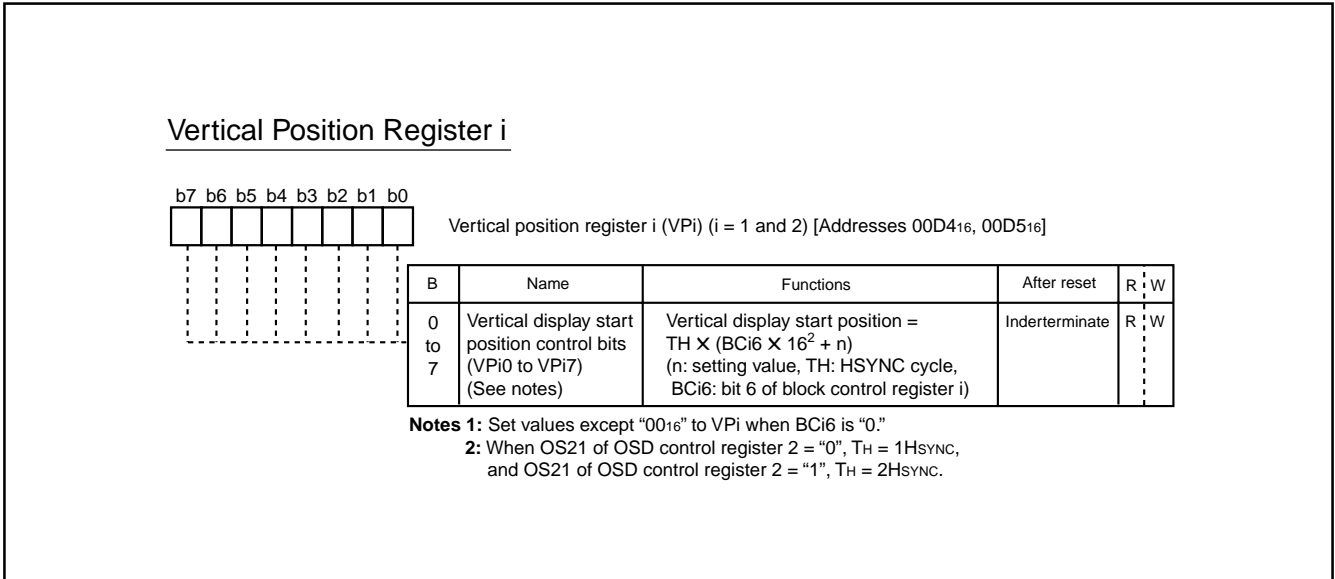 Vertical Position Register i
b7 b6 b5 b4 b3 b2 b1 b0
Vertical position register i (VPi) (i = 1 and 2) [Addresses 00D4₁₆, 00D5₁₆]
B Name Functions After reset R W
0 to 7
Vertical display start
position control bits
(VPi0 to VPi7)
(See notes)
Vertical display start position =
TH X (BCi6 X 16² + n)
(n: setting value, TH: HSYNC cycle,
BCi6: bit 6 of block control register i)
Inderterminate R W
Notes 1: Set values except “00₁₆” to VPi when BCi6 is “0.”
2: When OS21 of OSD control register 2 = “0”, TH = 1HSYNC,
and OS21 of OSD control register 2 = “1”, TH = 2HSYNC.